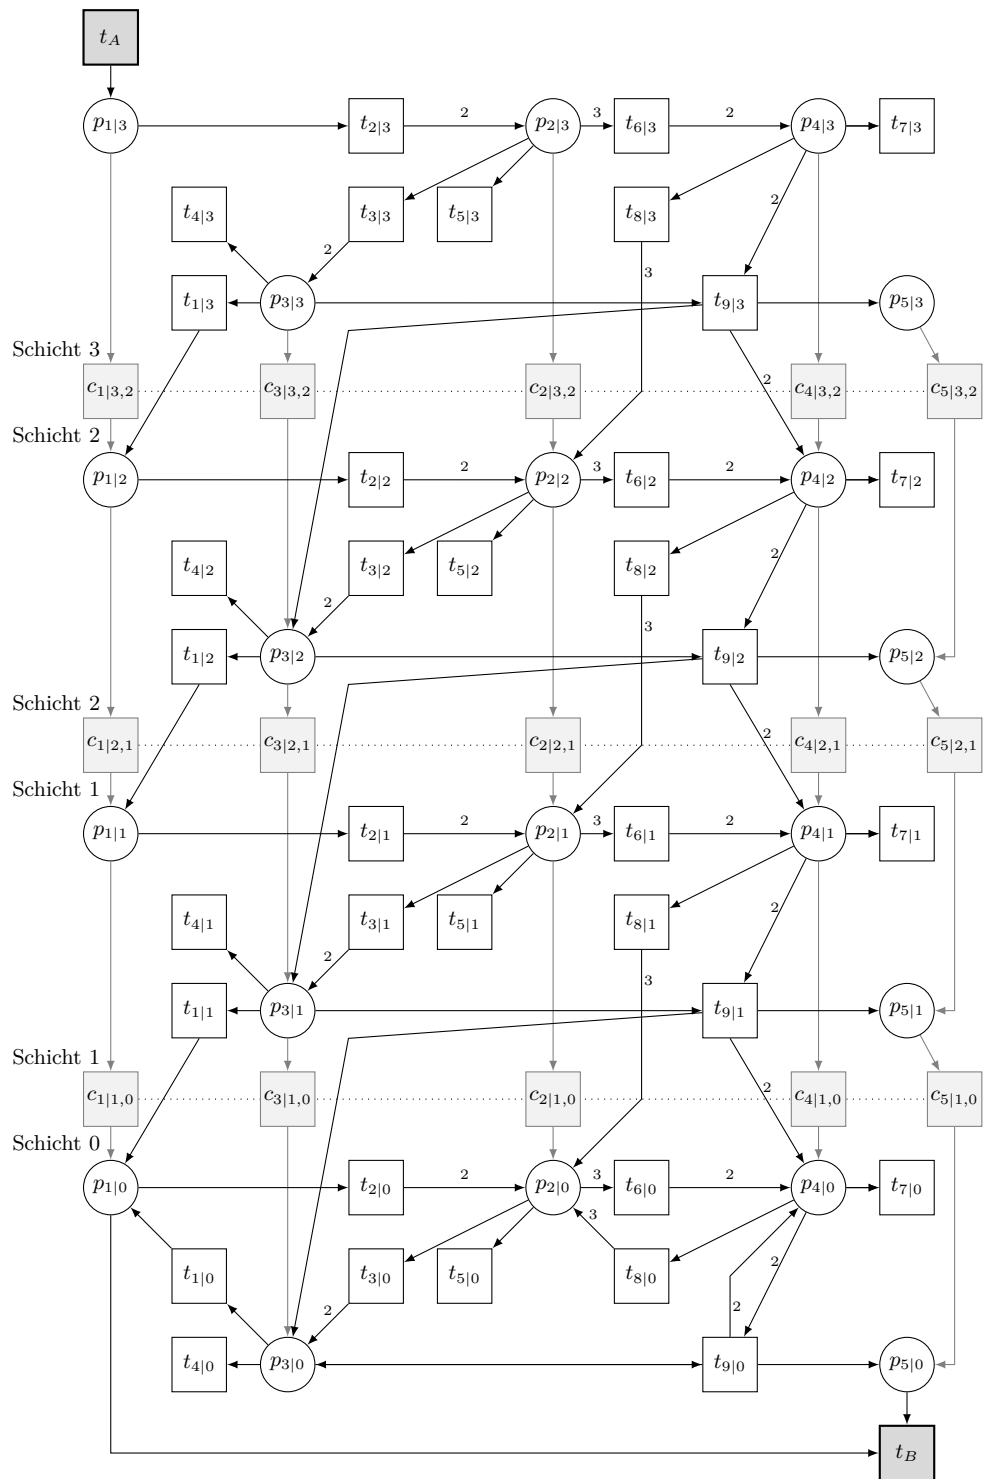 t_A
p_{1|3} t_{2|3} 2 p_{2|3} 3 t_{6|3} 2 p_{4|3} t_{7|3}
t_{4|3} t_{3|3} t_{5|3} t_{8|3} 2
2 3
t_{1|3} p_{3|3} t_{9|3} p_{5|3}
Schicht 3
c_{1|3,2} c_{3|3,2} c_{2|3,2} 2 c_{4|3,2} c_{5|3,2}
Schicht 2
p_{1|2} t_{2|2} 2 p_{2|2} 3 t_{6|2} 2 p_{4|2} t_{7|2}
t_{4|2} t_{3|2} t_{5|2} t_{8|2} 2
2 3
t_{1|2} p_{3|2} t_{9|2} p_{5|2}
Schicht 2
c_{1|2,1} c_{3|2,1} c_{2|2,1} 2 c_{4|2,1} c_{5|2,1}
Schicht 1
p_{1|1} t_{2|1} 2 p_{2|1} 3 t_{6|1} 2 p_{4|1} t_{7|1}
t_{4|1} t_{3|1} t_{5|1} t_{8|1} 2
2 3
t_{1|1} p_{3|1} t_{9|1} p_{5|1}
Schicht 1
c_{1|1,0} c_{3|1,0} c_{2|1,0} 2 c_{4|1,0} c_{5|1,0}
Schicht 0
p_{1|0} t_{2|0} 2 p_{2|0} 3 t_{6|0} 2 p_{4|0} t_{7|0}
3
t_{1|0} t_{3|0} t_{5|0} t_{8|0} 2
2 2
t_{4|0} p_{3|0} t_{9|0} p_{5|0}
t_B